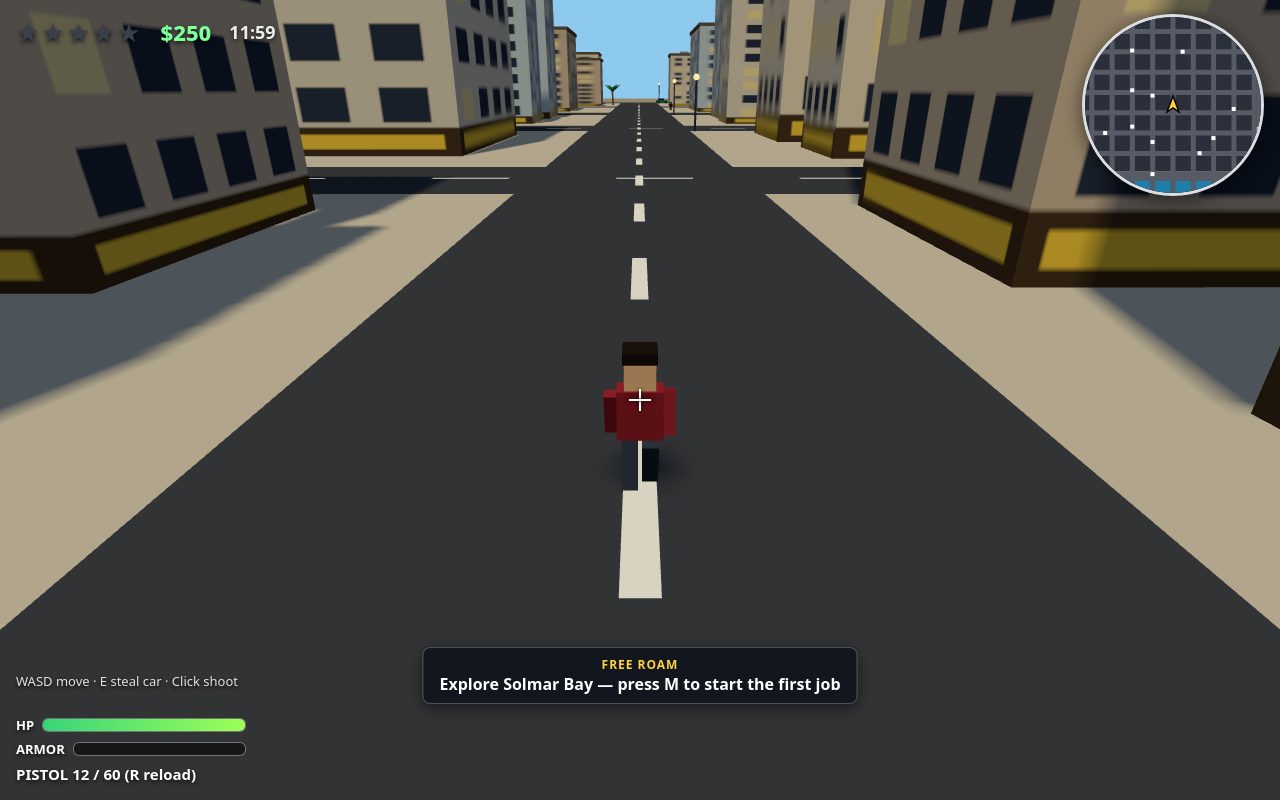 $250 11:59
WASD move · E steal car · Click shoot
HP
ARMOR
PISTOL 12 / 60 (R reload)
FREE ROAM
Explore Solmar Bay — press M to start the first job